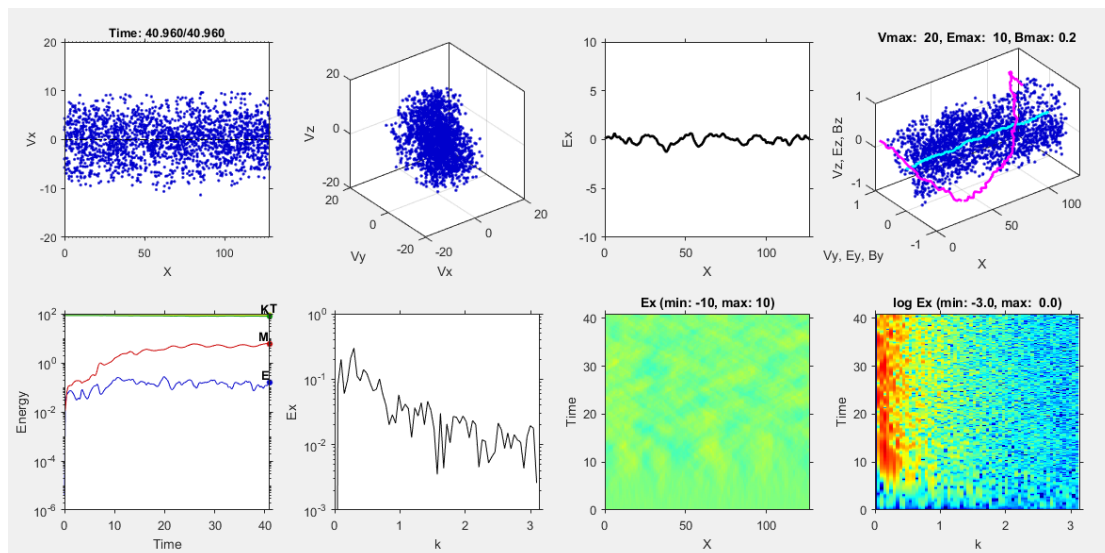 Time: 40.960/40.960
20
10
0
-10
-20
Vx
0
50
100
X
20
0
-20
Vz
20
0
-20
Vy
-20
0
20
Vx
10
5
0
-5
-10
Ex
0
50
100
X
Vmax: 20, Emax: 10, Bmax: 0.2
1
0
-1
Vz, Ez, Bz
1
0
-1
Vy, Ey, By
0
50
100
X
10^2
10^0
10^-2
10^-4
10^-6
Energy
KT
M
E
0
10
20
30
40
Time
10^0
10^-1
10^-2
10^-3
Ex
0
1
2
3
k
Ex (min: -10, max: 10)
40
30
20
10
0
Time
0
50
100
X
log Ex (min: -3.0, max: 0.0)
40
30
20
10
0
Time
0
1
2
3
k